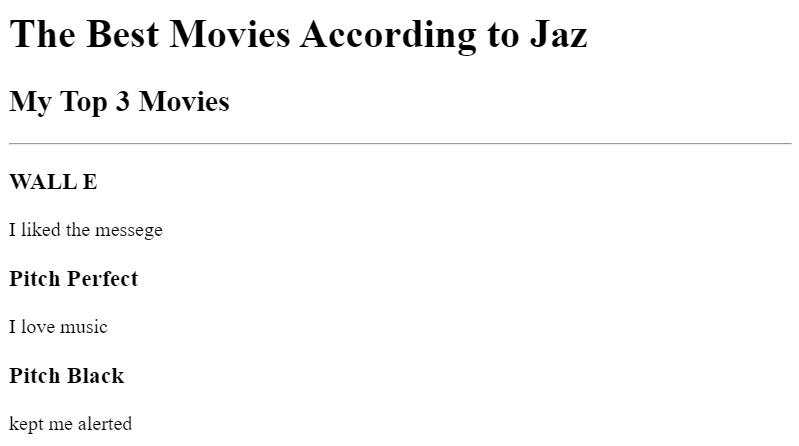 The Best Movies According to Jaz
My Top 3 Movies
WALL E
I liked the messege
Pitch Perfect
I love music
Pitch Black
kept me alerted